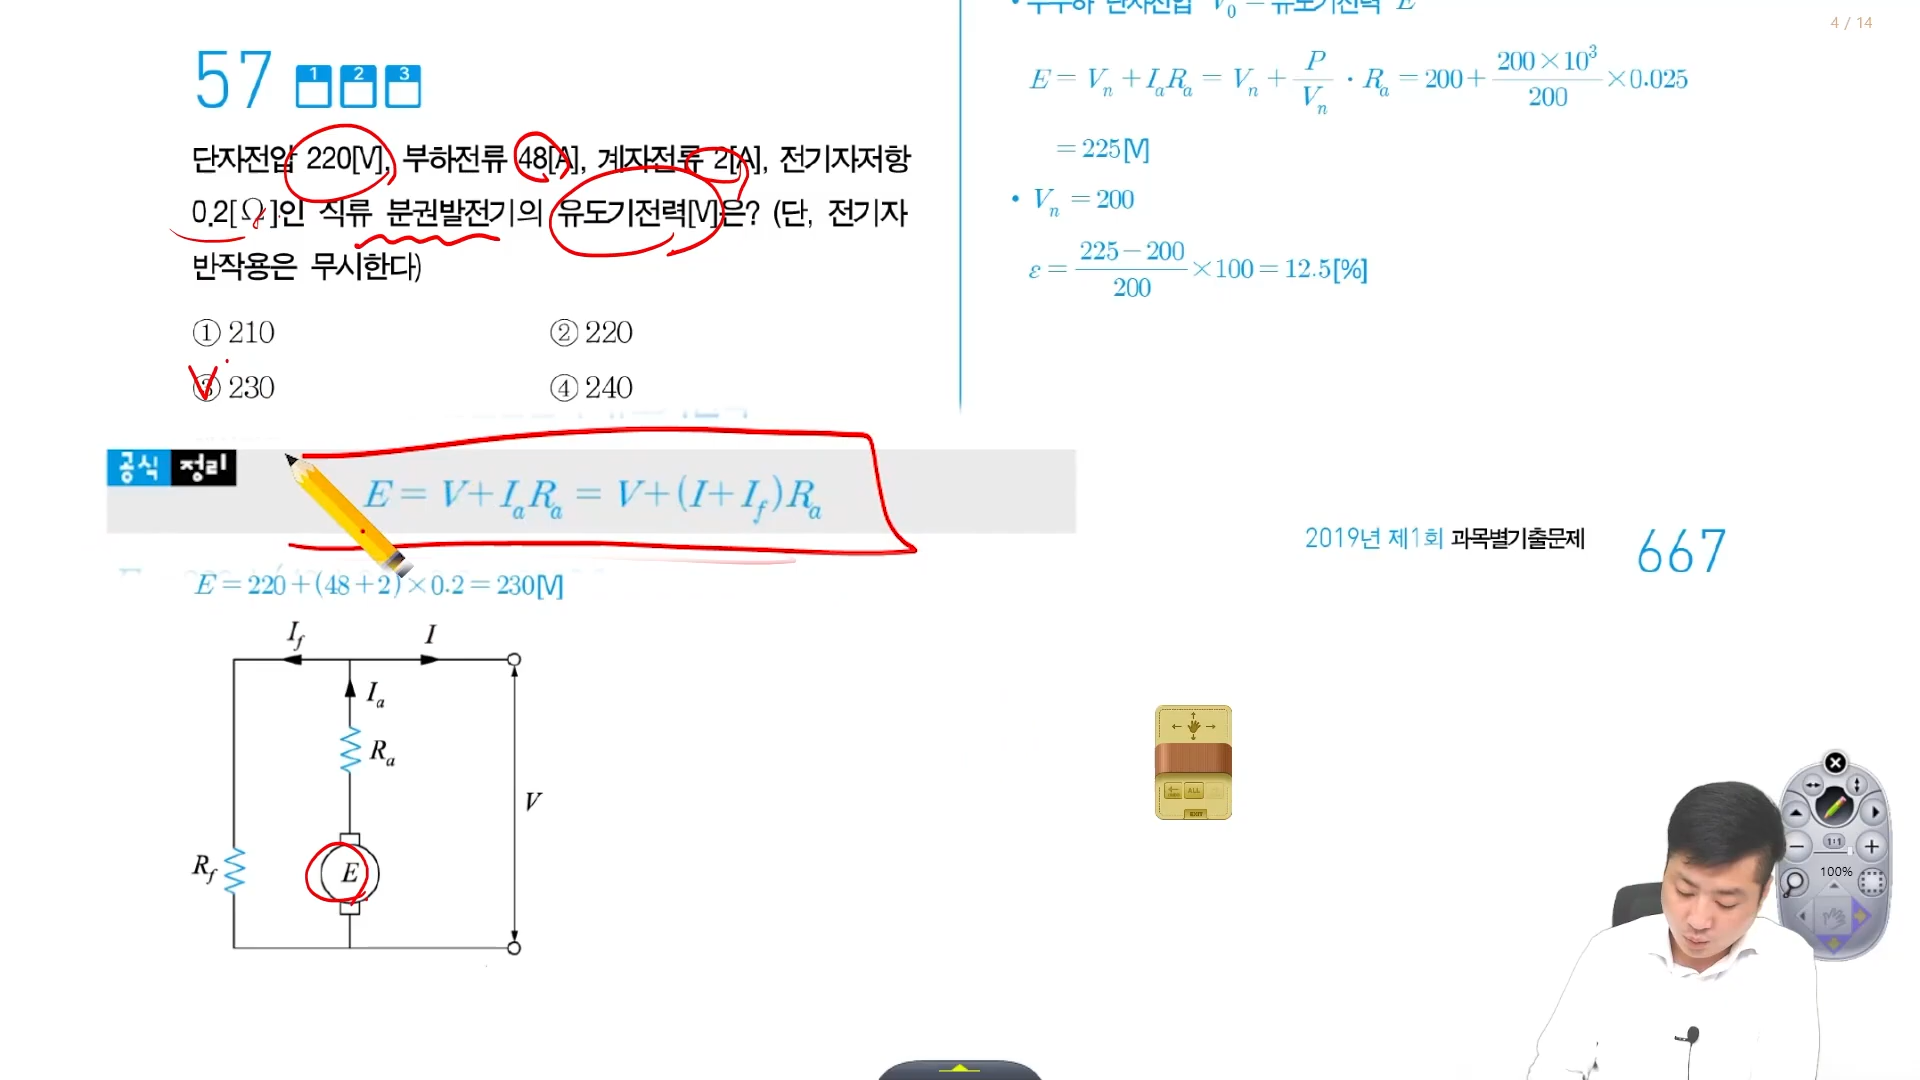 57 1 2 3
단자전압 220[V], 부하전류 48[A], 계자전류 2[A], 전기자저항
0.2[Ω]인 직류 분권발전기의 유도기전력[V]은? (단, 전기자
반작용은 무시한다)
① 210 ② 220
③ 230 ④ 240
공식 정리
E = V+IaRa = V+(I+If)Ra
E = 220+(48+2)×0.2 = 230[V]
If I
Ia
Ra
V
Rf E
4 / 14
E = Vn + IaRa = Vn + P/Vn · Ra = 200 + 200×10³/200 ×0.025
= 225[V]
• Vn = 200
ε = 225-200/200 ×100 = 12.5[%]
2019년 제1회 과목별기출문제 667
ALL
EXIT
1:1
100%